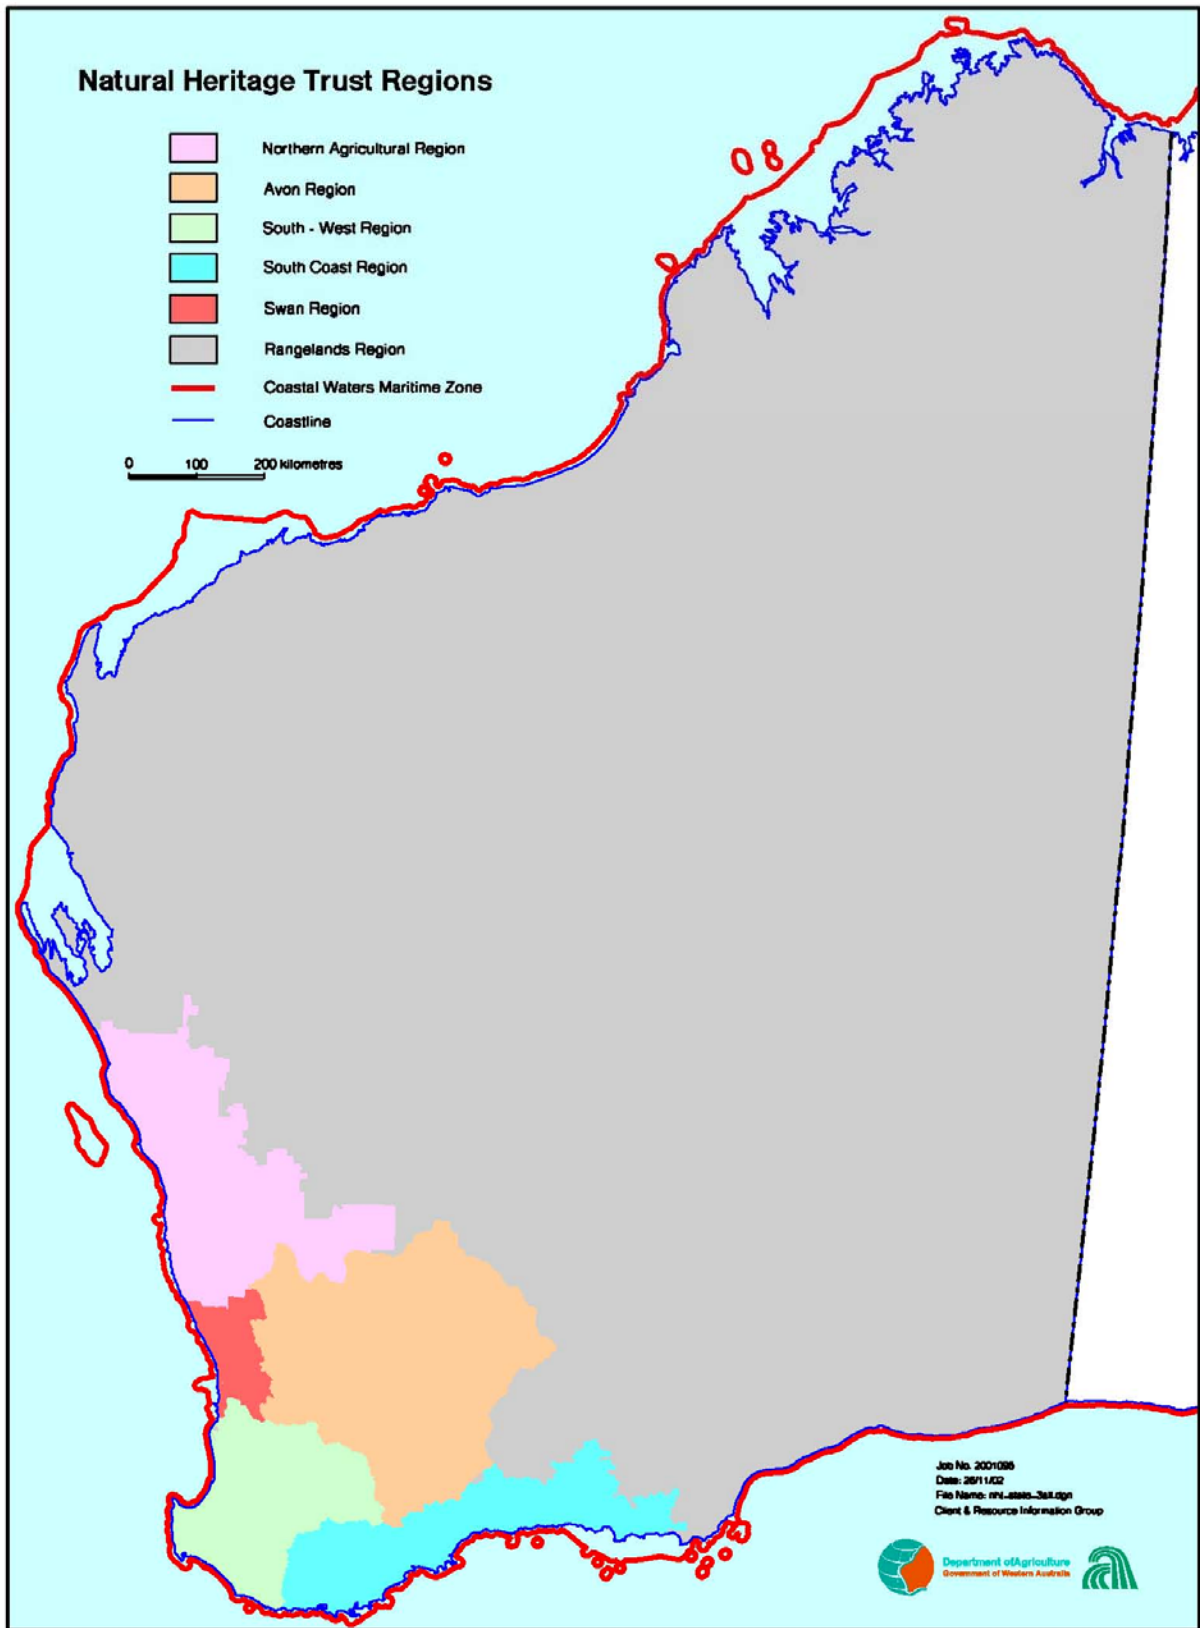 Natural Heritage Trust Regions
Northern Agricultural Region
Avon Region
South - West Region
South Coast Region
Swan Region
Rangelands Region
Coastal Waters Maritime Zone
Coastline
0 100 200 kilometres
Job No. 2001098
Date: 26/11/02
File Name:
Client & Resource Information Group
Department of Agriculture
Government of Western Australia